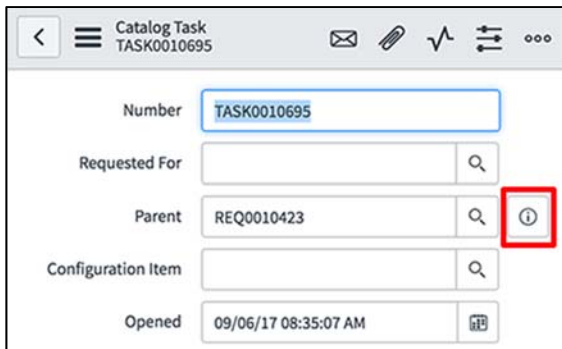 Catalog Task
TASK0010695
Number TASK0010695
Requested For
Parent REQ0010423
Configuration Item
Opened 09/06/17 08:35:07 AM